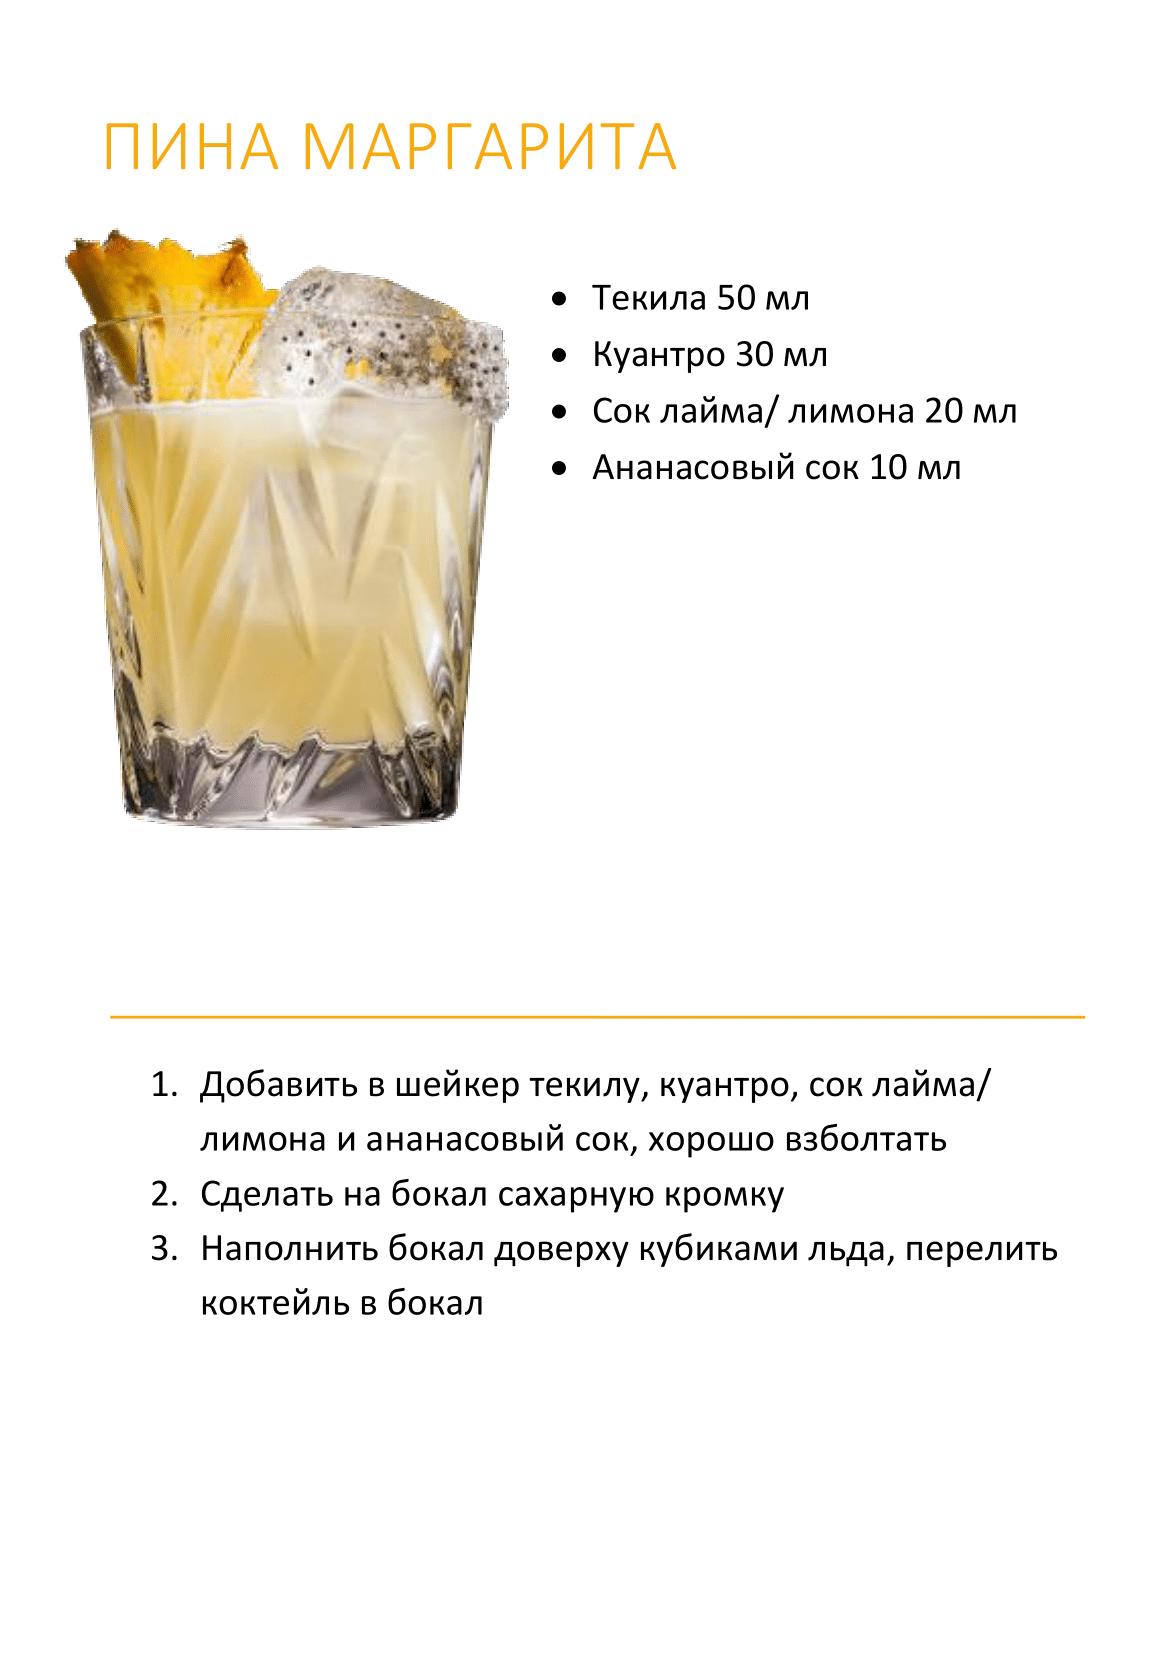 ПИНА МАРГАРИТА
• Текила 50 мл
• Куантро 30 мл
• Сок лайма/ лимона 20 мл
• Ананасовый сок 10 мл
1. Добавить в шейкер текилу, куантро, сок лайма/
лимона и ананасовый сок, хорошо взболтать
2. Сделать на бокал сахарную кромку
3. Наполнить бокал доверху кубиками льда, перелить
коктейль в бокал